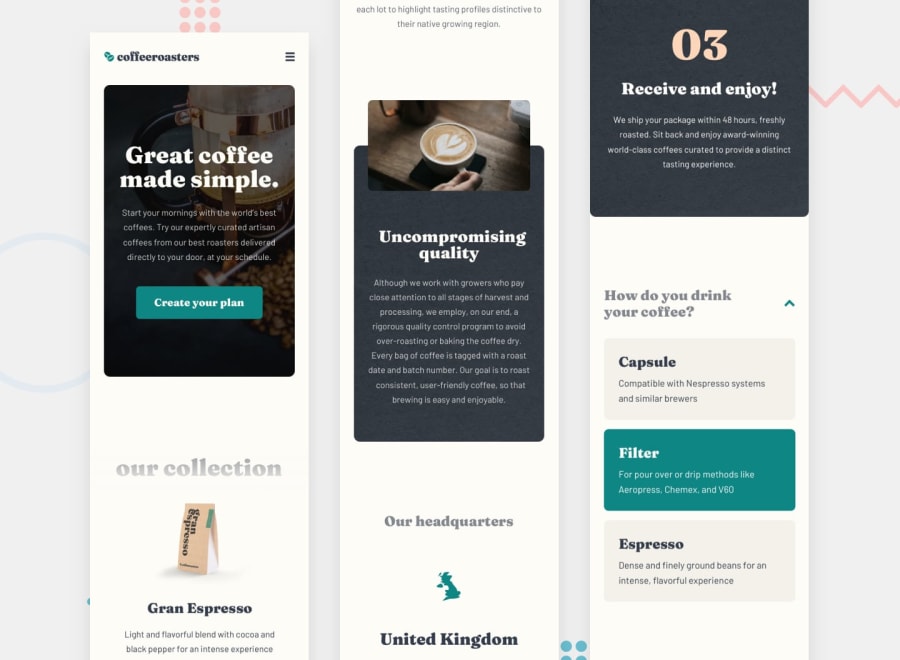 coffeeroasters
Great coffee
made simple.
Start your mornings with the world's best
coffees. Try our expertly curated artisan
coffees from our best roasters delivered
directly to your door, at your schedule.
Create your plan
our collection
gran
espresso
Gran Espresso
Light and flavorful blend with cocoa and
black pepper for an intense experience
each lot to highlight tasting profiles distinctive to
their native growing region.
Uncompromising
quality
Although we work with growers who pay
close attention to all stages of harvest and
processing, we employ, on our end, a
rigorous quality control program to avoid
over-roasting or baking the coffee dry.
Every bag of coffee is tagged with a roast
date and batch number. Our goal is to roast
consistent, user-friendly coffee, so that
brewing is easy and enjoyable.
Our headquarters
United Kingdom
03
Receive and enjoy!
We ship your package within 48 hours, freshly
roasted. Sit back and enjoy award-winning
world-class coffees curated to provide a distinct
tasting experience.
How do you drink
your coffee?
Capsule
Compatible with Nespresso systems
and similar brewers
Filter
For pour over or drip methods like
Aeropress, Chemex, and V60
Espresso
Dense and finely ground beans for an
intense, flavorful experience